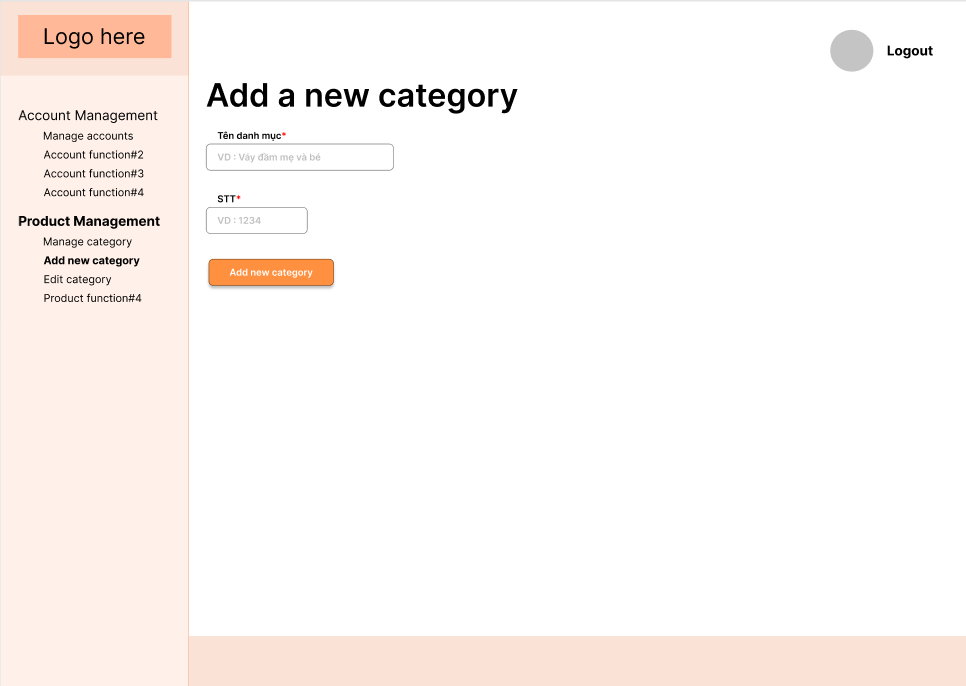 Logo here
Logout
Account Management
Manage accounts
Account function#2
Account function#3
Account function#4
Product Management
Manage category
Add new category
Edit category
Product function#4
Add a new category
Tên danh mục*
VD : Váy đầm mẹ và bé
STT*
VD : 1234
Add new category